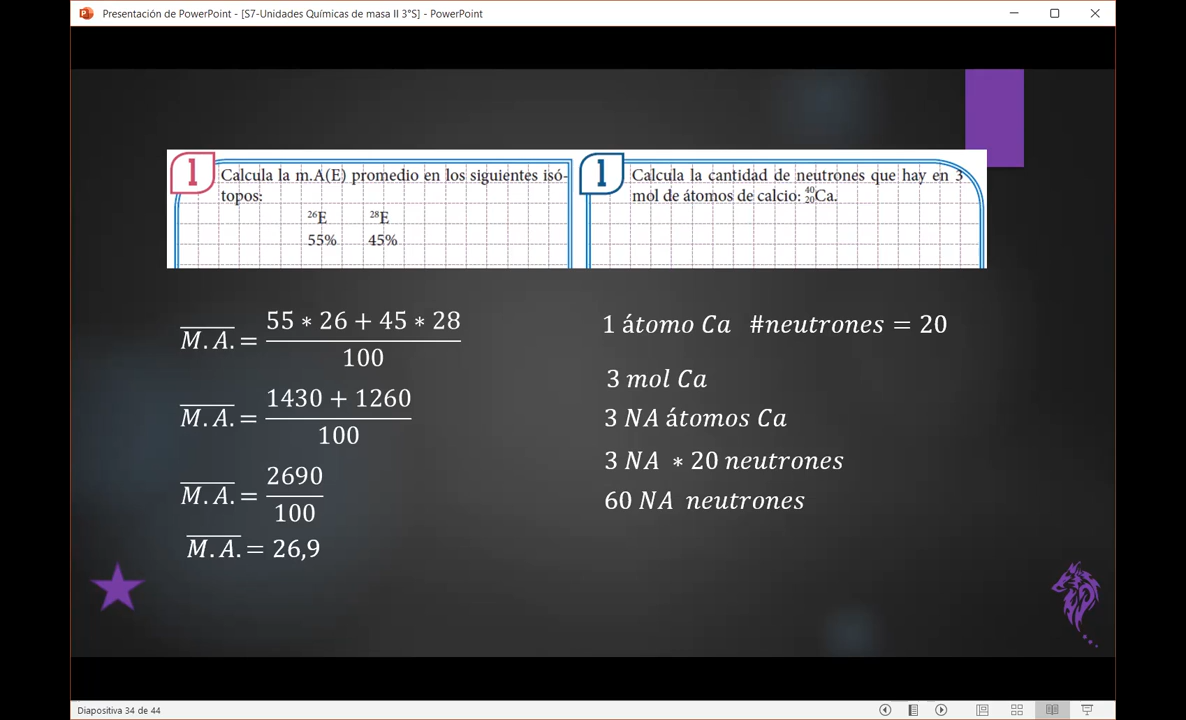 Presentación de PowerPoint - [S7-Unidades Químicas de masa II 3°S] - PowerPoint
1
Calcula la m.A(E) promedio en los siguientes isó-
topos:
²⁶E ²⁸E
55% 45%
1
Calcula la cantidad de neutrones que hay en 3
mol de átomos de calcio: ⁴⁰₂₀Ca.
M.A. = (55 ∗ 26 + 45 ∗ 28)/100
M.A. = (1430 + 1260)/100
M.A. = 2690/100
M.A. = 26,9
1 átomo Ca #neutrones = 20
3 mol Ca
3 NA átomos Ca
3 NA ∗ 20 neutrones
60 NA neutrones
Diapositiva 34 de 44